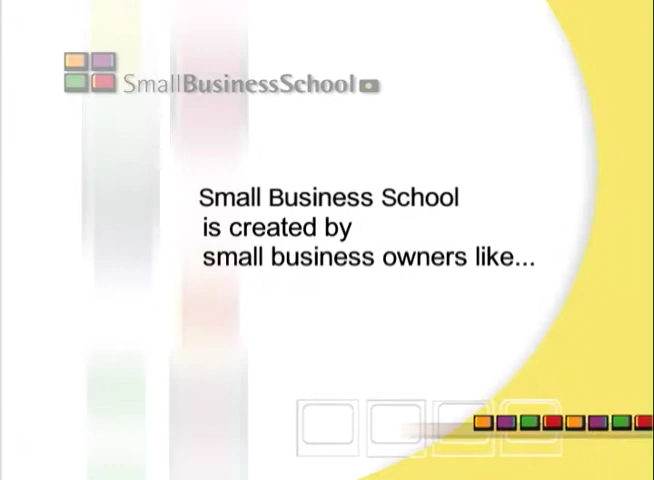 SmallBusinessSchool
Small Business School
is created by
small business owners like...